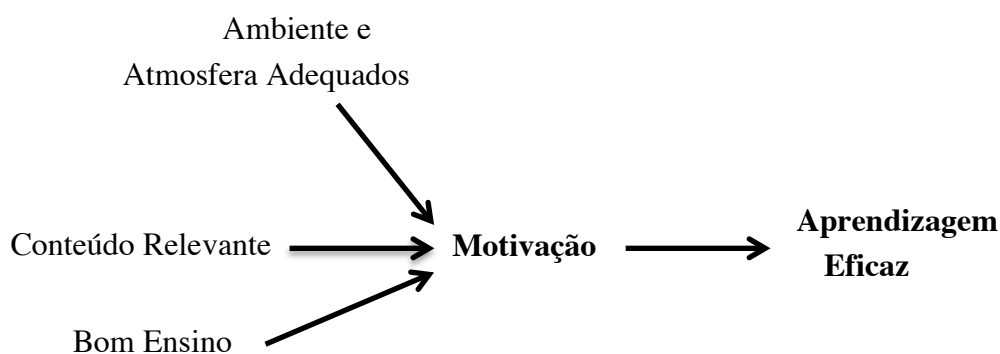 Ambiente e
Atmosfera Adequados
Conteúdo Relevante
Motivação
Aprendizagem
Eficaz
Bom Ensino